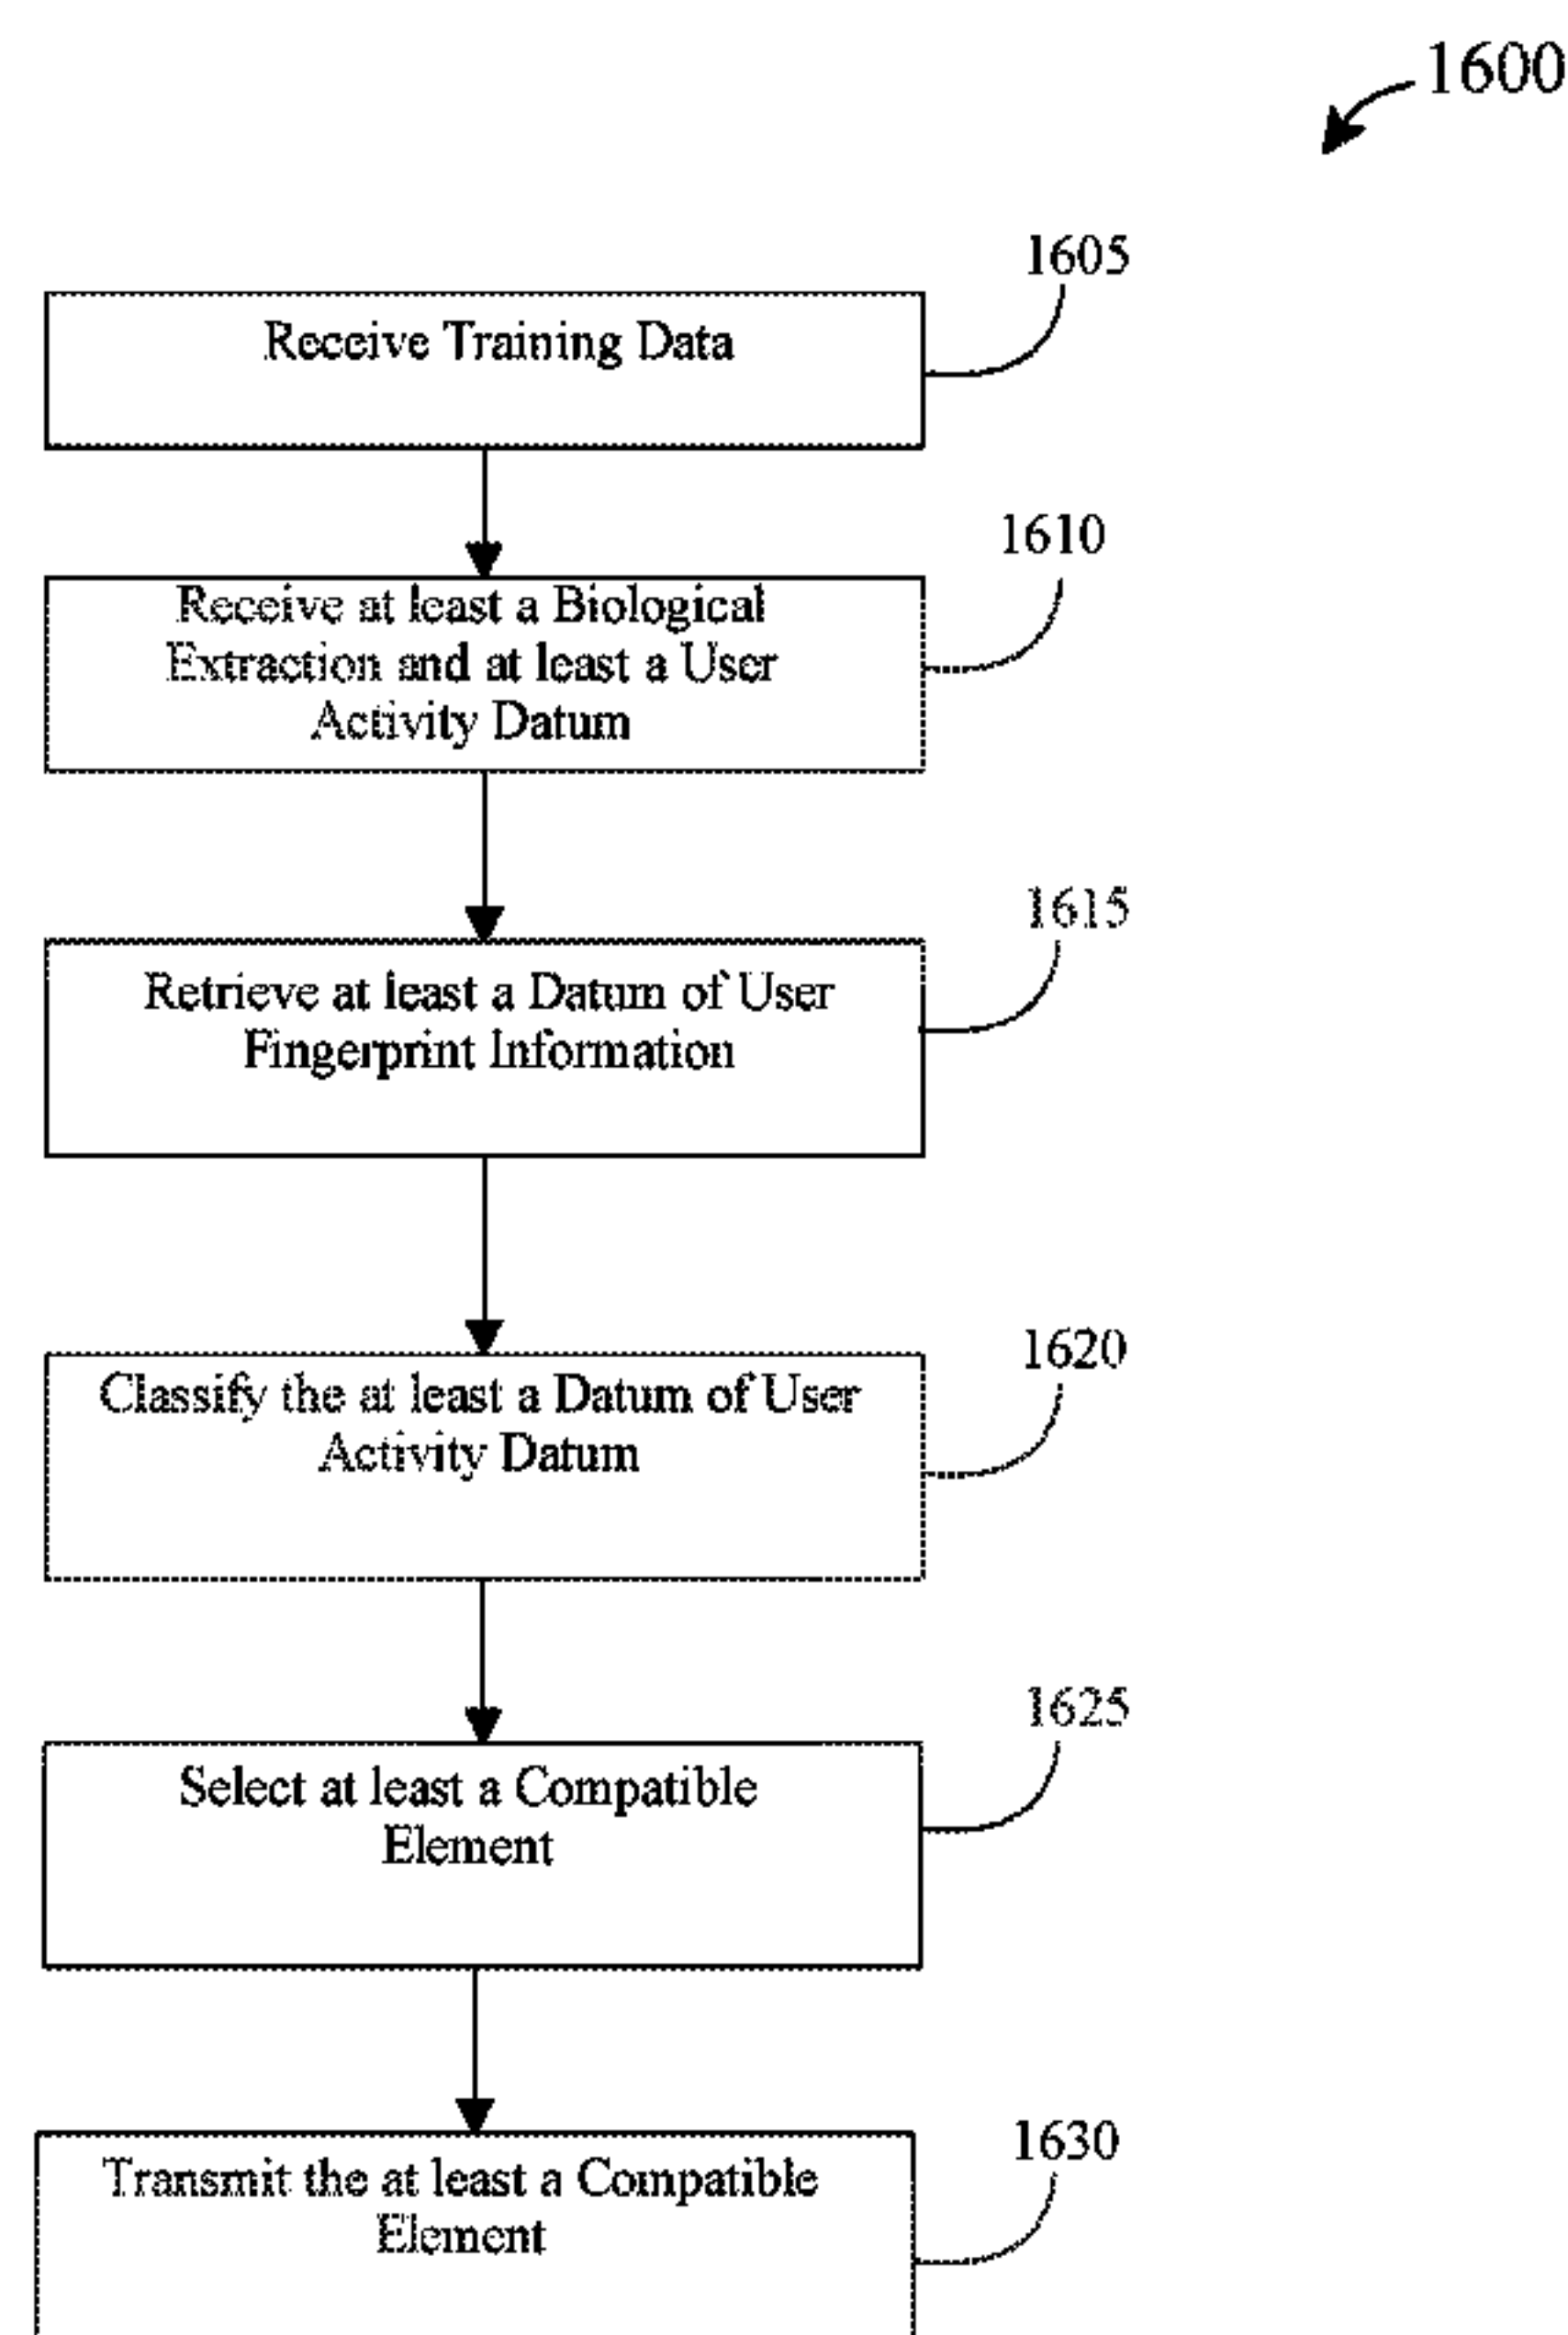 1600
1605
Receive Training Data
1610
Receive at least a Biological
Extraction and at least a User
Activity Datum
1615
Retrieve at least a Datum of User
Fingerprint Information
1620
Classify the at least a Datum of User
Activity Datum
1625
Select at least a Compatible
Element
1630
Transmit the at least a Compatible
Element